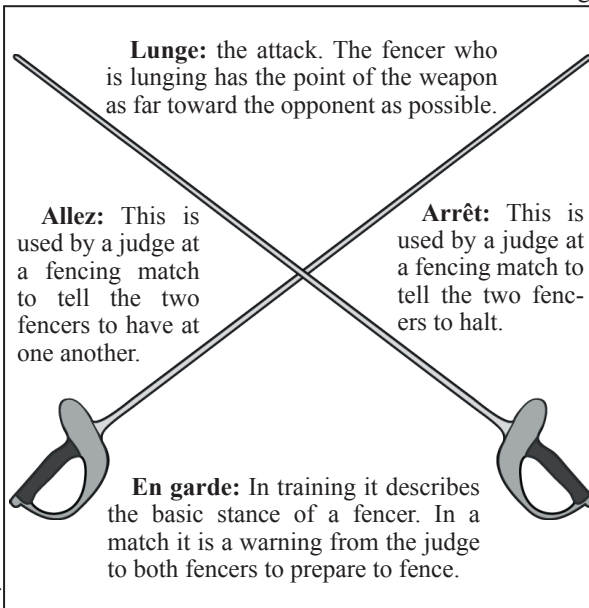 Lunge: the attack. The fencer who
is lunging has the point of the weapon
as far toward the opponent as possible.
Allez: This is
used by a judge at
a fencing match
to tell the two
fencers to have at
one another.
Arrêt: This is
used by a judge at
a fencing match to
tell the two fenc-
ers to halt.
En garde: In training it describes
the basic stance of a fencer. In a
match it is a warning from the judge
to both fencers to prepare to fence.